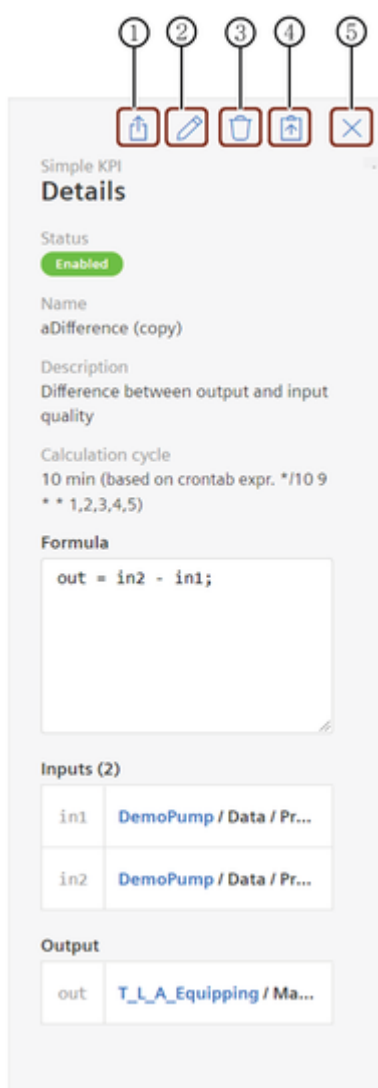 ① ② ③ ④ ⑤
Simple KPI
Details
Status
Enabled
Name
aDifference (copy)
Description
Difference between output and input
quality
Calculation cycle
10 min (based on crontab expr. */10 9
* * 1,2,3,4,5)
Formula
out = in2 - in1;
Inputs (2)
in1 DemoPump / Data / Pr...
in2 DemoPump / Data / Pr...
Output
out T_L_A_Equipping / Ma...